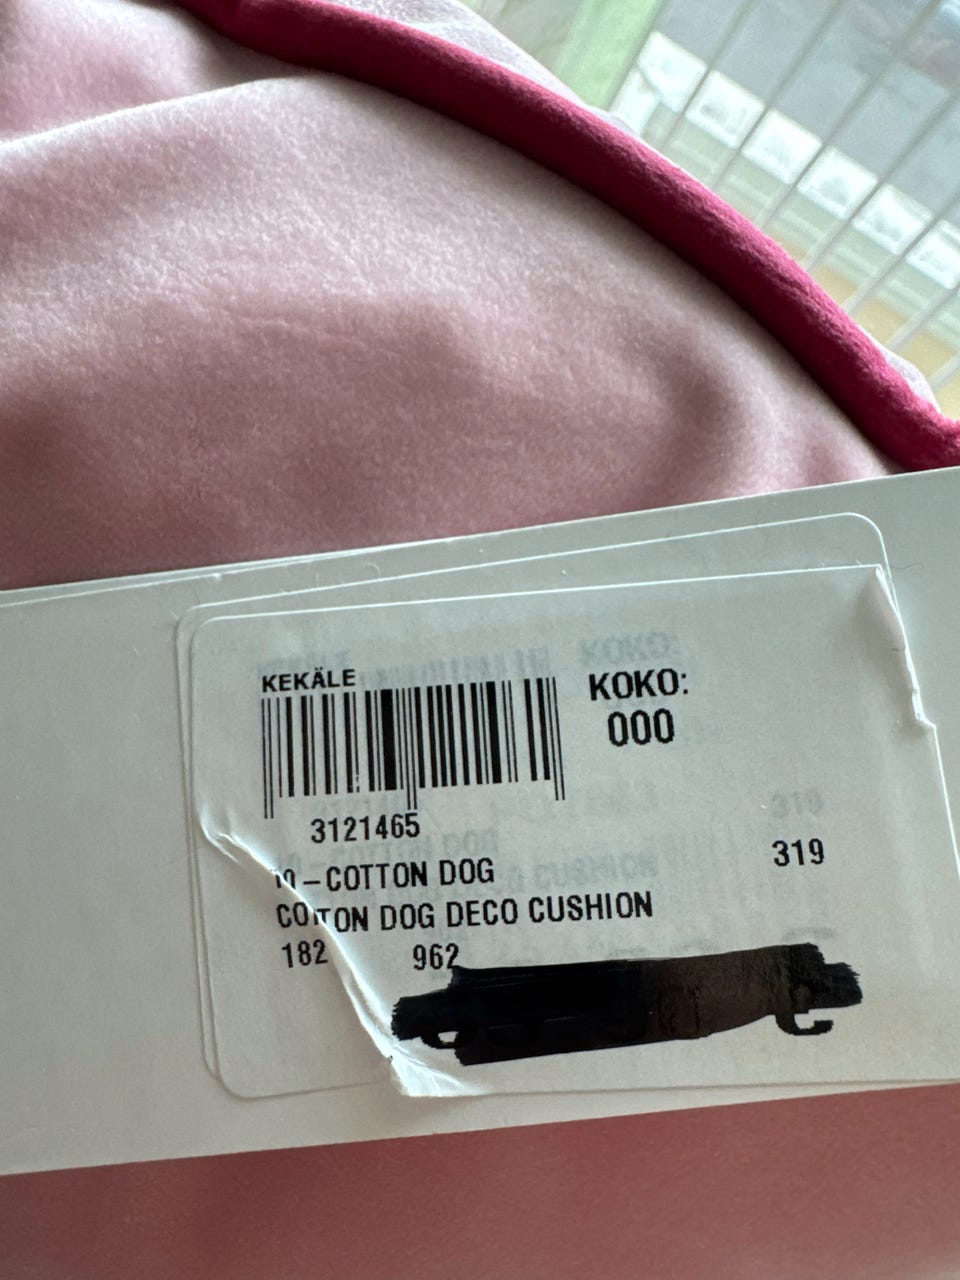 KEKÄLE
KOKO:
000
3121465
10-COTTON DOG
319
COTTON DOG DECO CUSHION
182 962